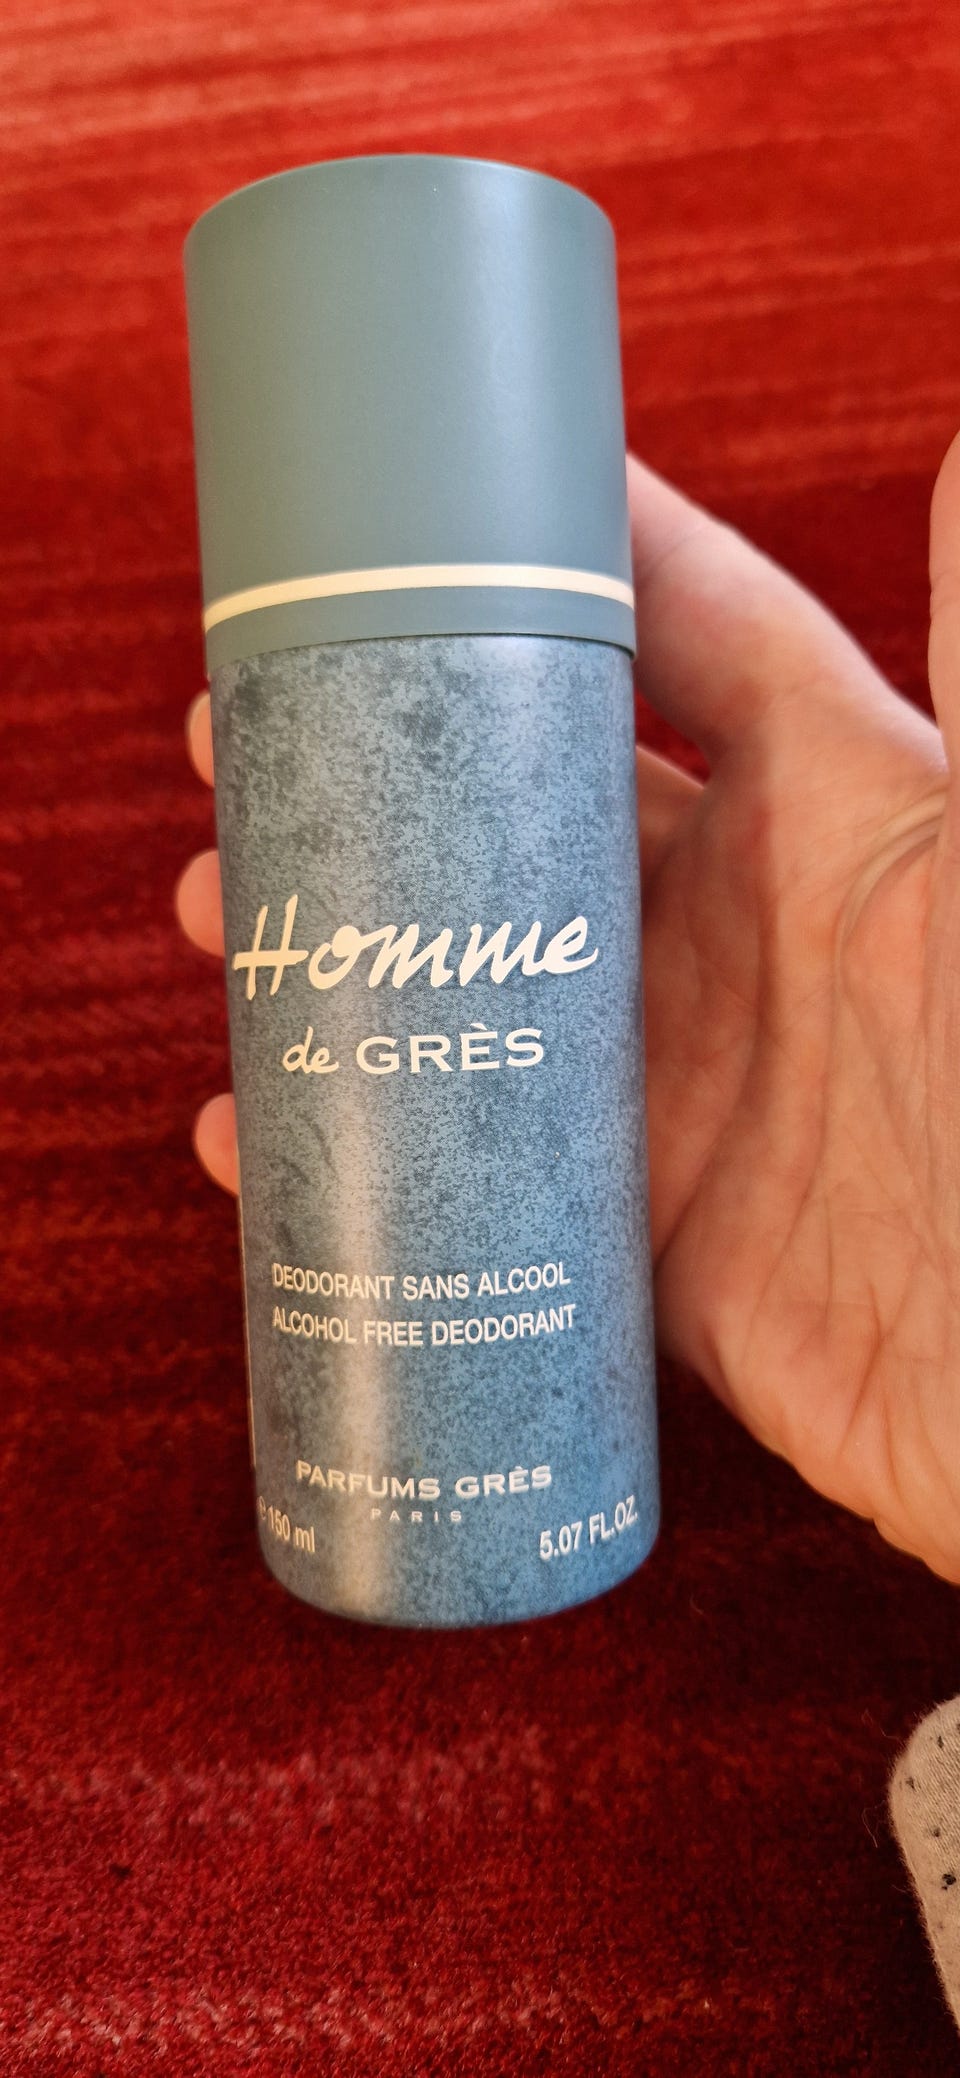 Homme
de GRÈS
DEODORANT SANS ALCOOL
ALCOHOL FREE DEODORANT
PARFUMS GRÈS
PARIS
℮ 150 ml 5.07 FL.OZ.